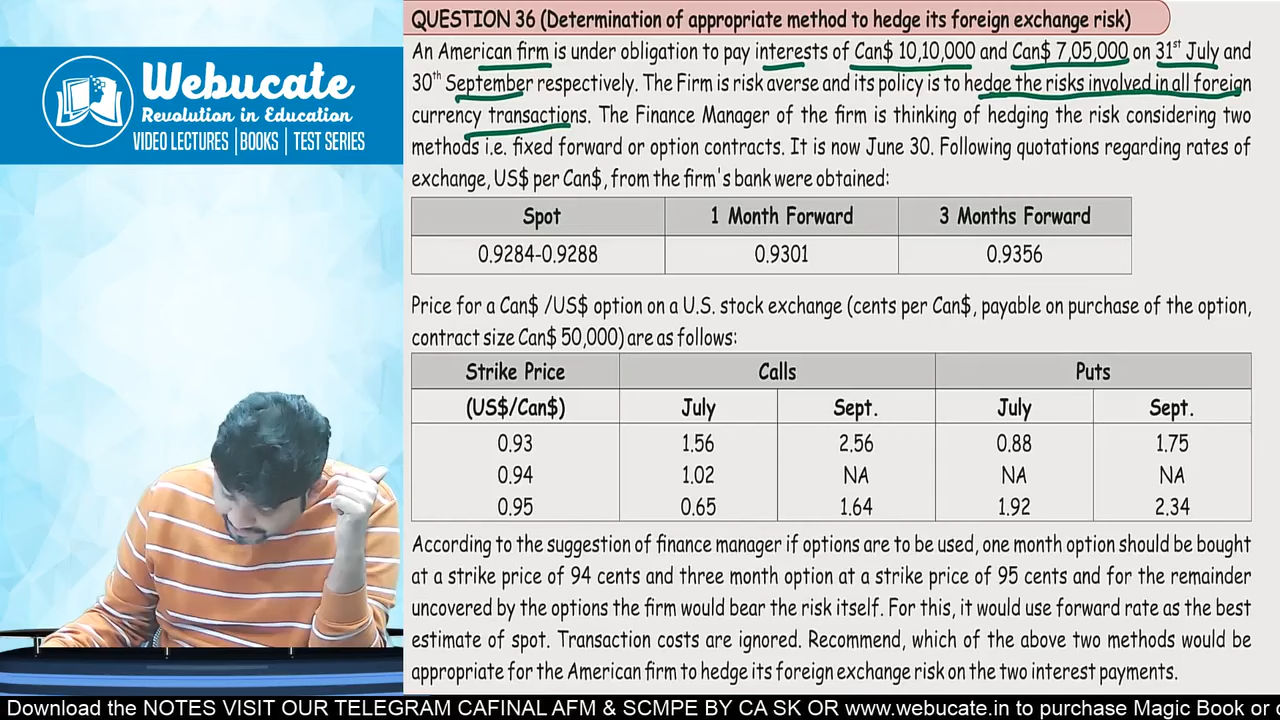 QUESTION 36 (Determination of appropriate method to hedge its foreign exchange risk)
Webucate
Revolution in Education
VIDEO LECTURES | BOOKS | TEST SERIES
An American firm is under obligation to pay interests of Can$ 10,10,000 and Can$ 7,05,000 on 31st July and
30th September respectively. The Firm is risk averse and its policy is to hedge the risks involved in all foreign
currency transactions. The Finance Manager of the firm is thinking of hedging the risk considering two
methods i.e. fixed forward or option contracts. It is now June 30. Following quotations regarding rates of
exchange, US$ per Can$, from the firm's bank were obtained:
Spot 1 Month Forward 3 Months Forward
0.9284-0.9288 0.9301 0.9356
Price for a Can$ /US$ option on a U.S. stock exchange (cents per Can$, payable on purchase of the option,
contract size Can$ 50,000) are as follows:
Strike Price Calls Puts
(US$/Can$) July Sept. July Sept.
0.93 1.56 2.56 0.88 1.75
0.94 1.02 NA NA NA
0.95 0.65 1.64 1.92 2.34
According to the suggestion of finance manager if options are to be used, one month option should be bought
at a strike price of 94 cents and three month option at a strike price of 95 cents and for the remainder
uncovered by the options the firm would bear the risk itself. For this, it would use forward rate as the best
estimate of spot. Transaction costs are ignored. Recommend, which of the above two methods would be
appropriate for the American firm to hedge its foreign exchange risk on the two interest payments.
Download the NOTES VISIT OUR TELEGRAM CAFINAL AFM & SCMPE BY CA SK OR www.webucate.in to purchase Magic Book or